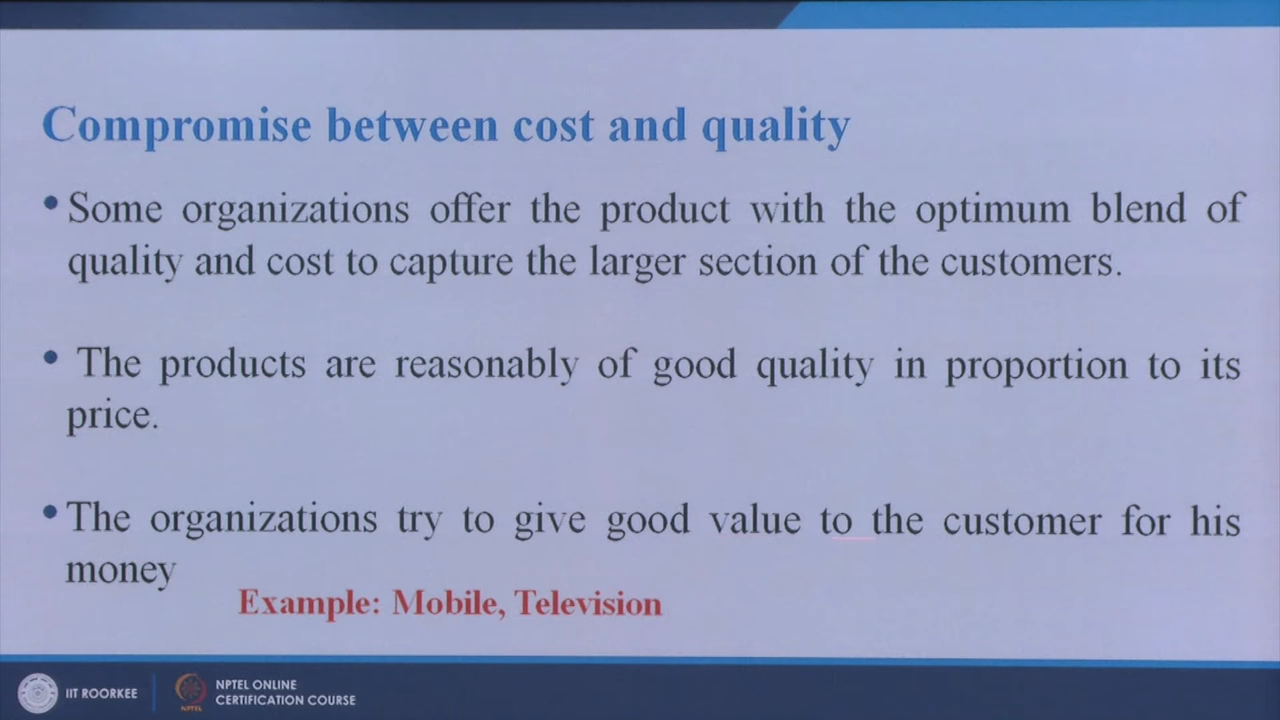 Compromise between cost and quality
• Some organizations offer the product with the optimum blend of
quality and cost to capture the larger section of the customers.
• The products are reasonably of good quality in proportion to its
price.
• The organizations try to give good value to the customer for his
money
Example: Mobile, Television
IIT ROORKEE
NPTEL
NPTEL ONLINE
CERTIFICATION COURSE